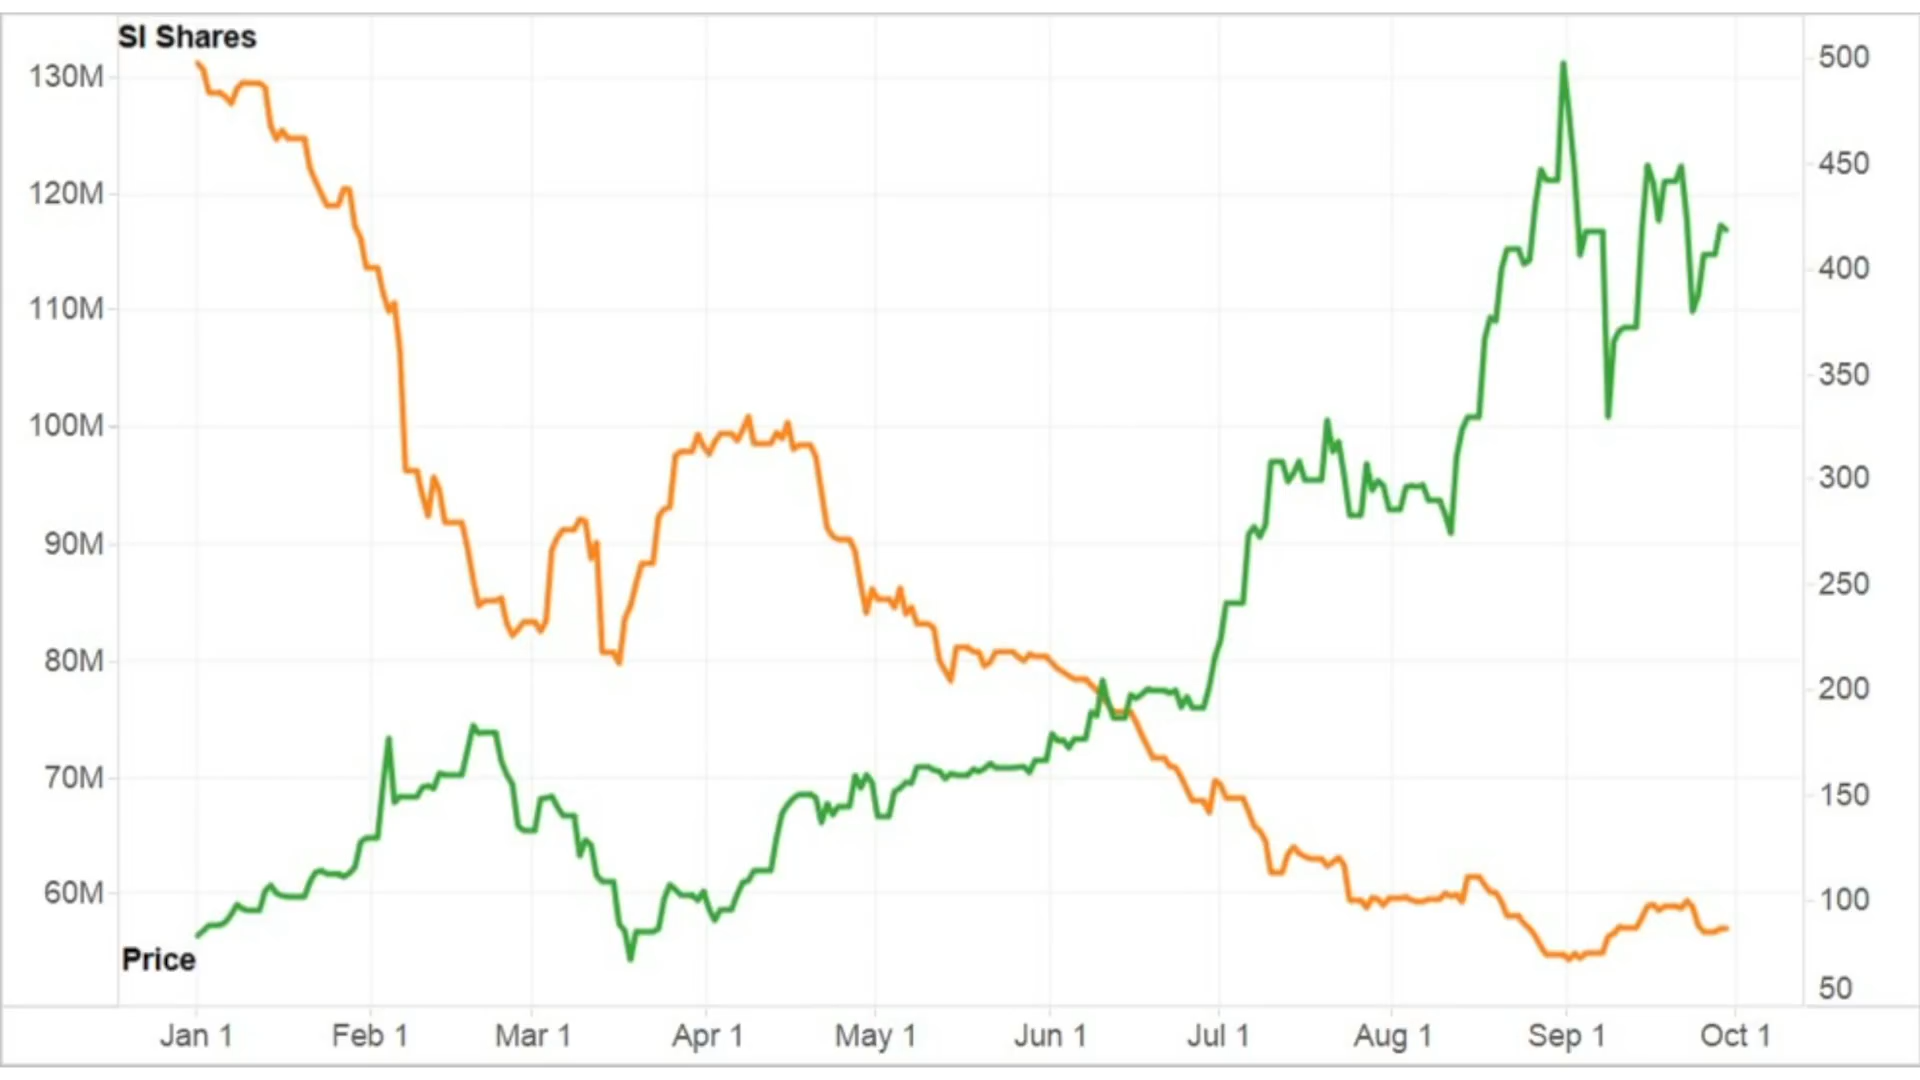 SI Shares
130M
120M
110M
100M
90M
80M
70M
60M
Price
500
450
400
350
300
250
200
150
100
50
Jan 1 Feb 1 Mar 1 Apr 1 May 1 Jun 1 Jul 1 Aug 1 Sep 1 Oct 1